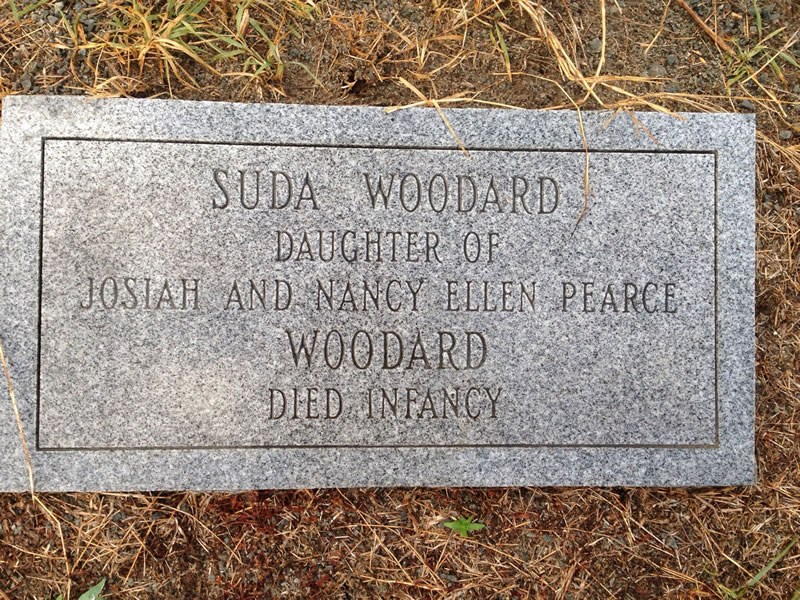 SUDA WOODARD
DAUGHTER OF
JOSIAH AND NANCY ELLEN PEARCE
WOODARD
DIED INFANCY